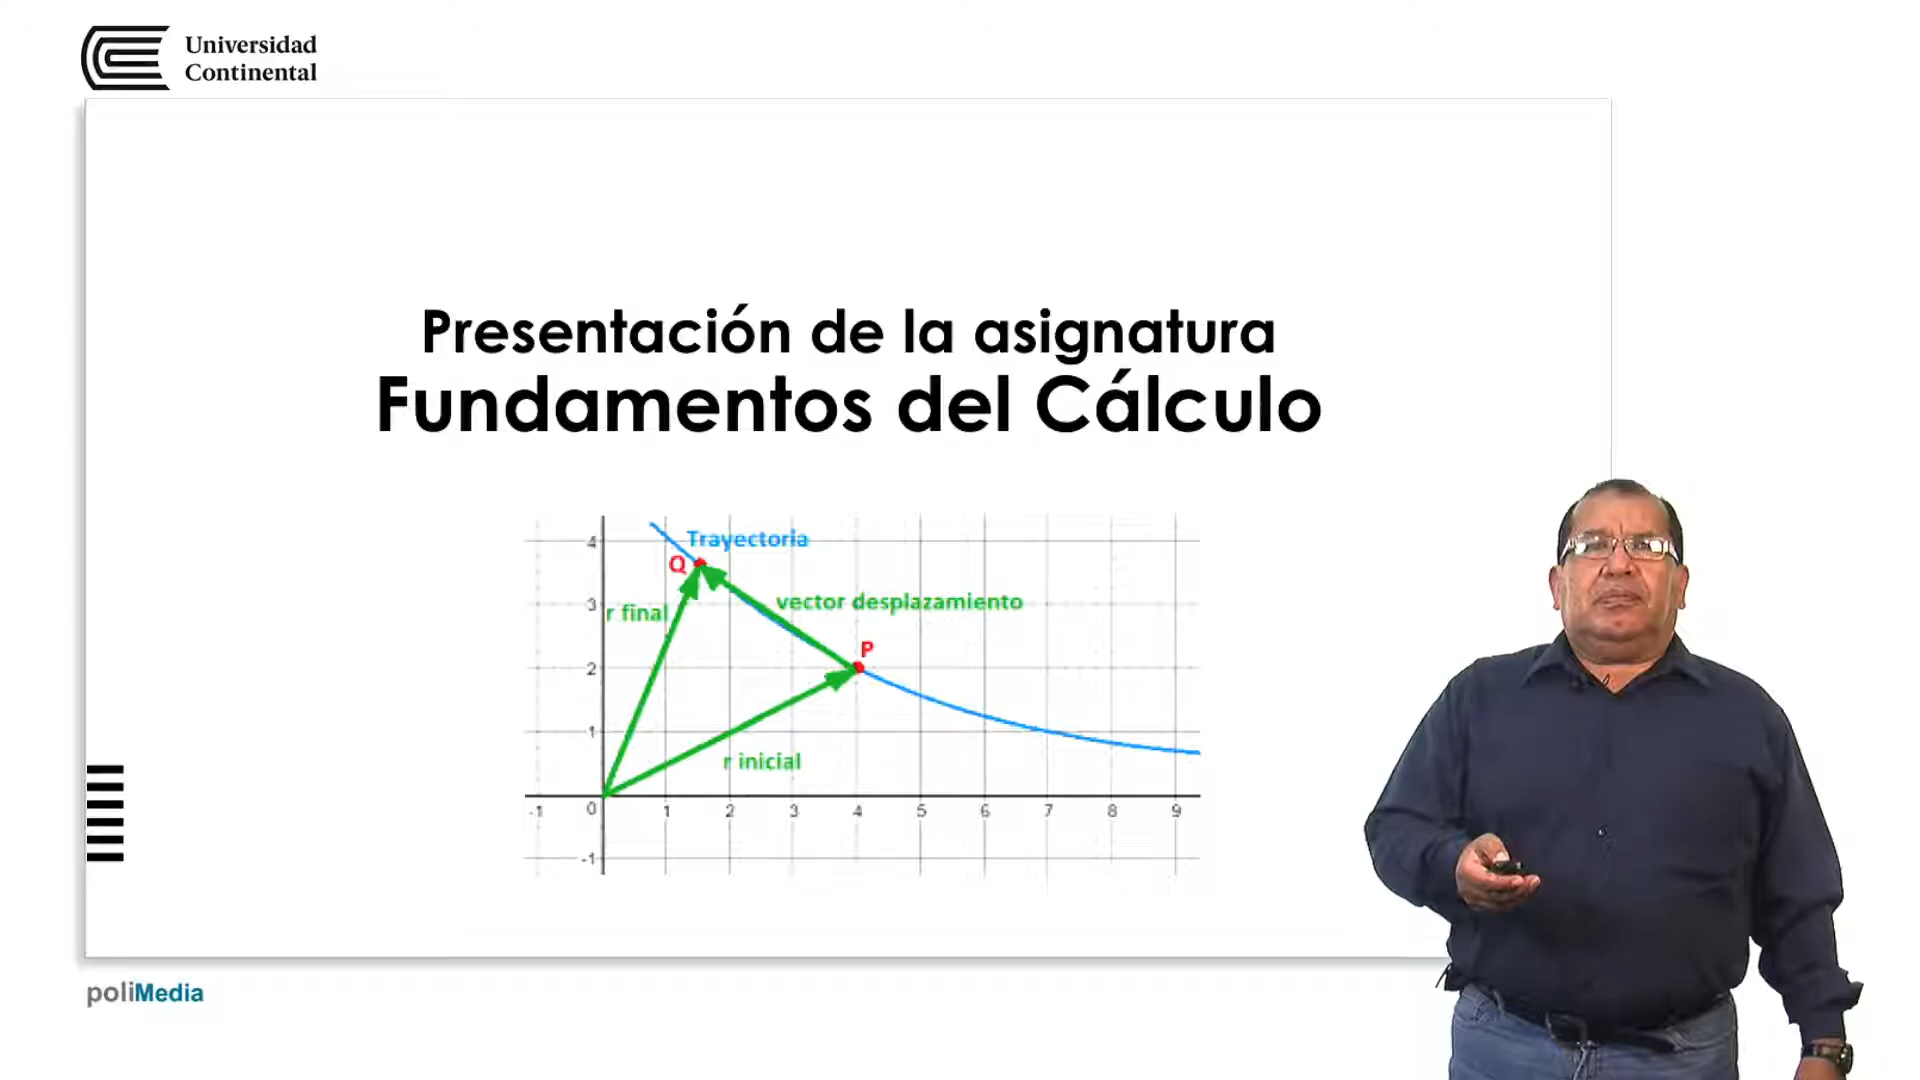 Universidad
Continental
Presentación de la asignatura
Fundamentos del Cálculo
4
Trayectoria
Q
3
vector desplazamiento
r final
P
2
1
r inicial
-1
0
1
2
3
4
5
6
7
8
9
-1
poliMedia